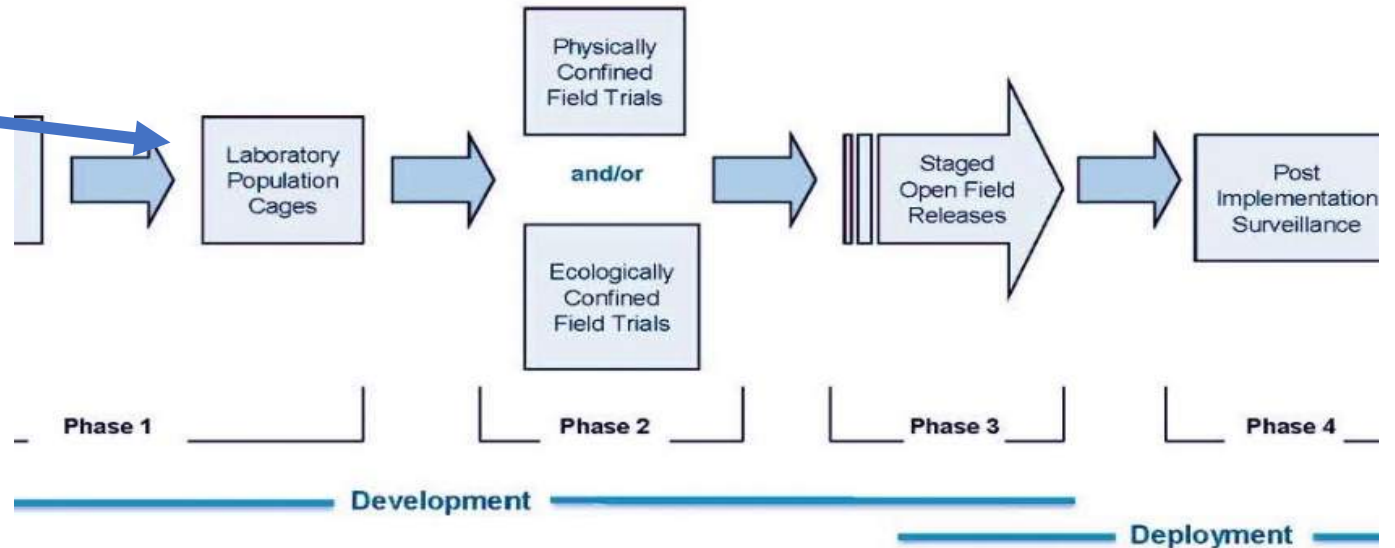 Laboratory
Population
Cages
Physically
Confined
Field Trials
and/or
Ecologically
Confined
Field Trials
Staged
Open Field
Releases
Post
Implementation
Surveillance
Phase 1
Phase 2
Phase 3
Phase 4
Development
Deployment